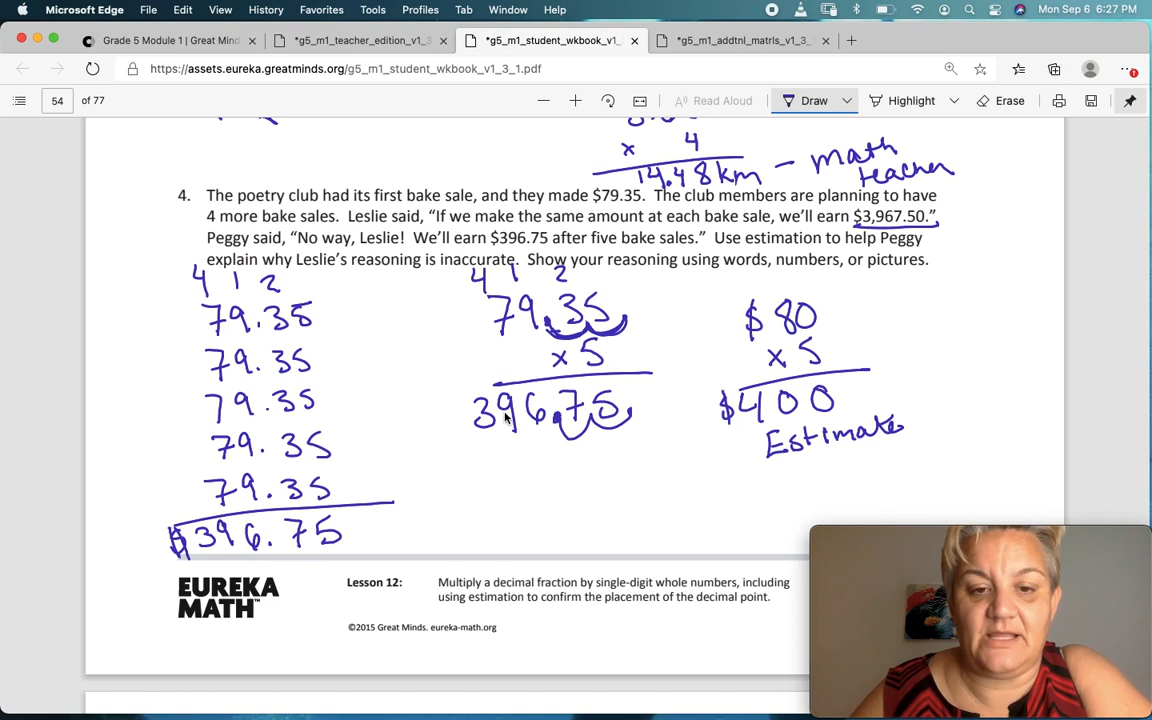 Microsoft Edge File Edit View History Favorites Tools Profiles Tab Window Help Mon Sep 6 6:27 PM
Grade 5 Module 1 | Great Mind *g5_m1_teacher_edition_v1_3 *g5_m1_student_wkbook_v1_ *g5_m1_addtnl_matrls_v1_3_
https://assets.eureka.greatminds.org/g5_m1_student_wkbook_v1_3_1.pdf
54 of 77 Read Aloud Draw Highlight Erase
x 4
14.48km - math teacher
4. The poetry club had its first bake sale, and they made $79.35. The club members are planning to have
4 more bake sales. Leslie said, “If we make the same amount at each bake sale, we’ll earn $3,967.50.”
Peggy said, “No way, Leslie! We’ll earn $396.75 after five bake sales.” Use estimation to help Peggy
explain why Leslie’s reasoning is inaccurate. Show your reasoning using words, numbers, or pictures.
4 1 2
79.35
79.35
79.35
79.35
79.35
$396.75
4 1 2
79.35
x 5
396.75
$80
x 5
$400
Estimate
EUREKA
MATH™
Lesson 12: Multiply a decimal fraction by single-digit whole numbers, including
using estimation to confirm the placement of the decimal point.
©2015 Great Minds. eureka-math.org